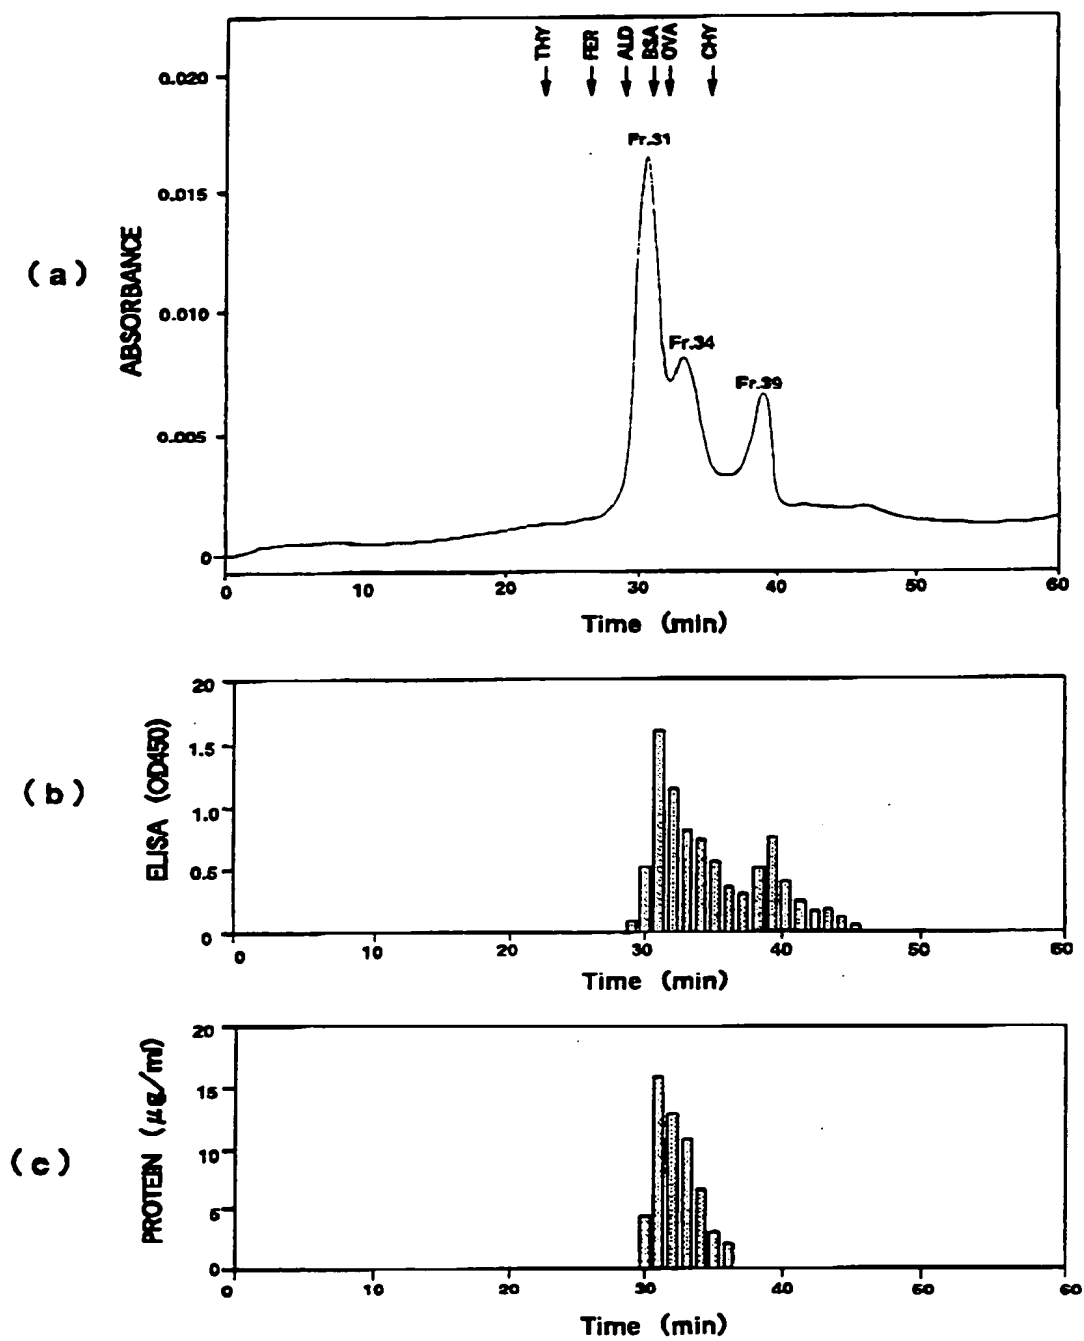 THY FER ALD BSA OVA CHY
0.020
Fr.31
0.015
ABSORBANCE
(a)
0.010
Fr.34
Fr.39
0.005
0
0 10 20 30 40 50 60
Time (min)
20
1.5
ELISA (OD450)
(b)
1.0
0.5
0
0 10 20 30 40 50 60
Time (min)
20
15
PROTEIN (μg/ml)
(c)
10
5
0
0 10 20 30 40 50 60
Time (min)